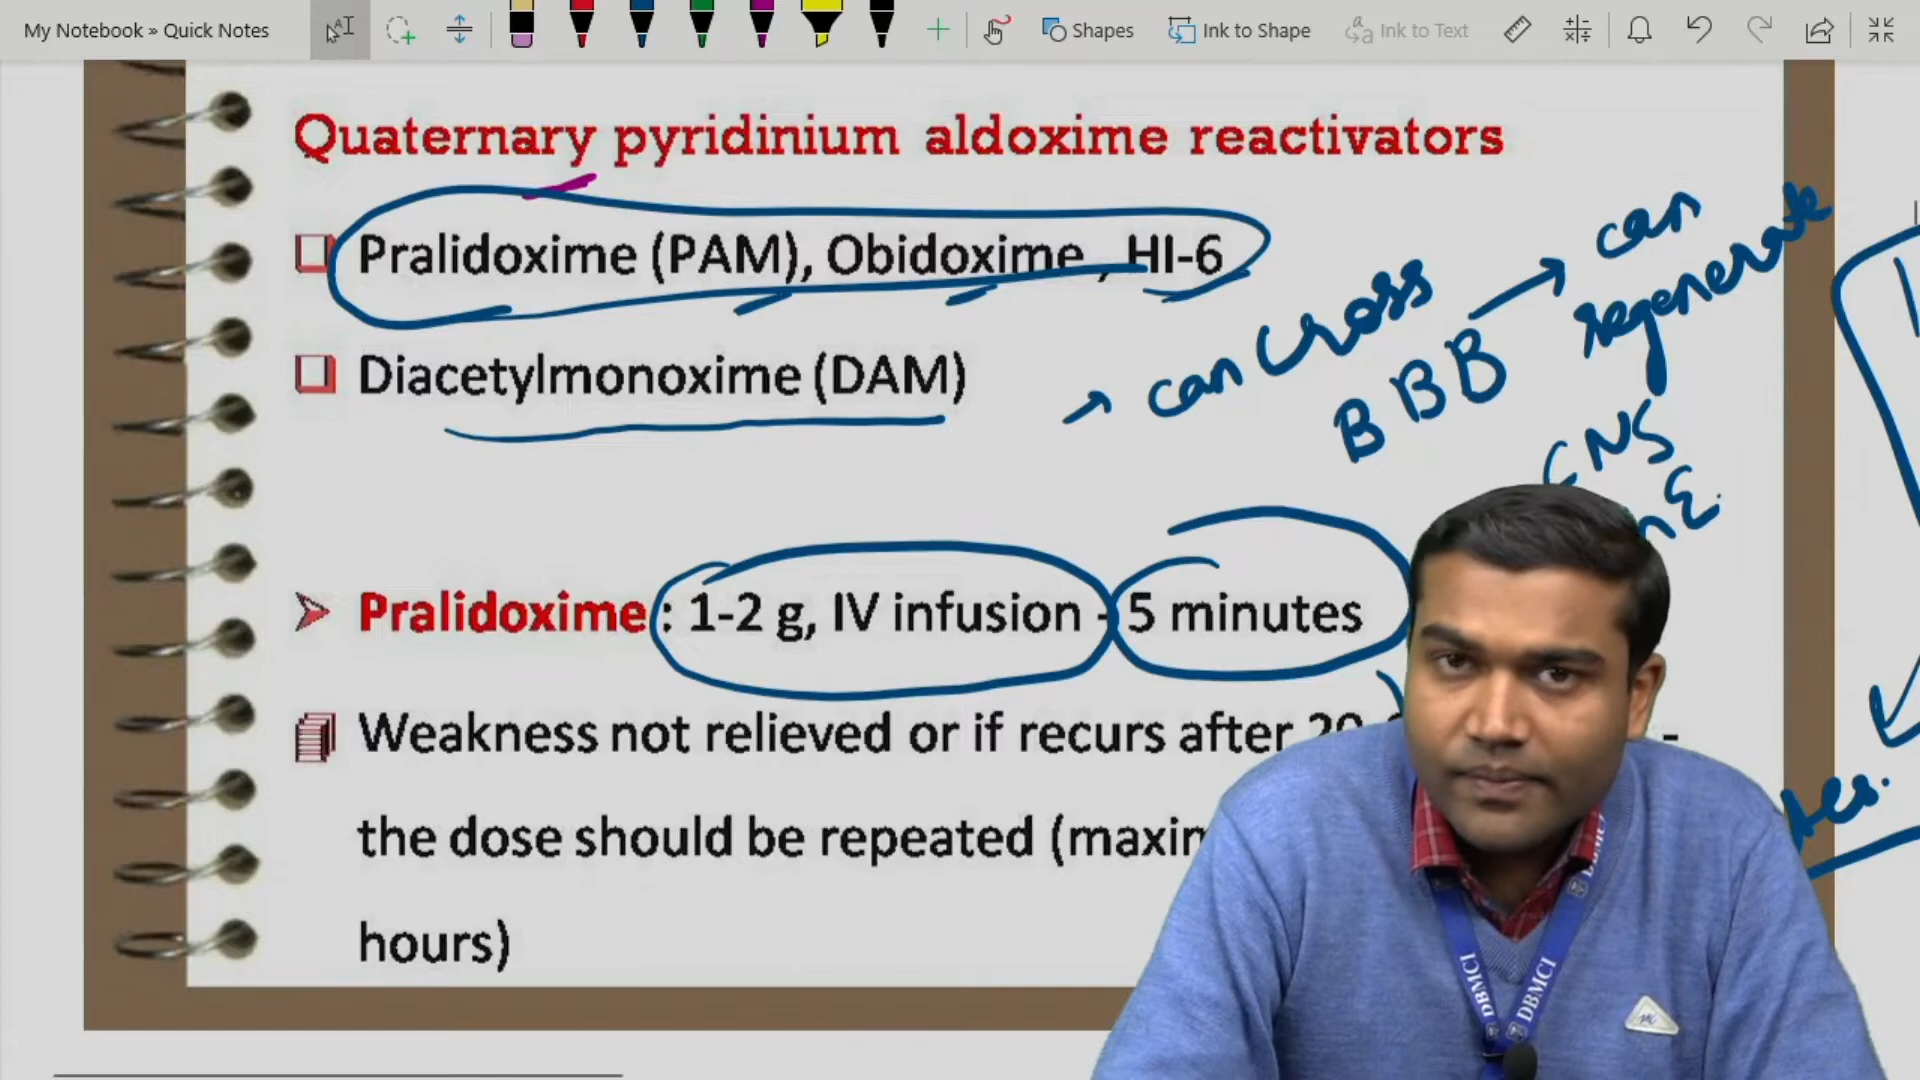 My Notebook » Quick Notes
Shapes
Ink to Shape
Ink to Text
Quaternary pyridinium aldoxime reactivators
Pralidoxime (PAM), Obidoxime , HI-6
Diacetylmonoxime (DAM)
→ can cross
BBB → can
regenerate
CNS
Pralidoxime : 1-2 g, IV infusion - 5 minutes
Weakness not relieved or if recurs after
the dose should be repeated
hours)
DBMCI
DBMCI
DBMCI